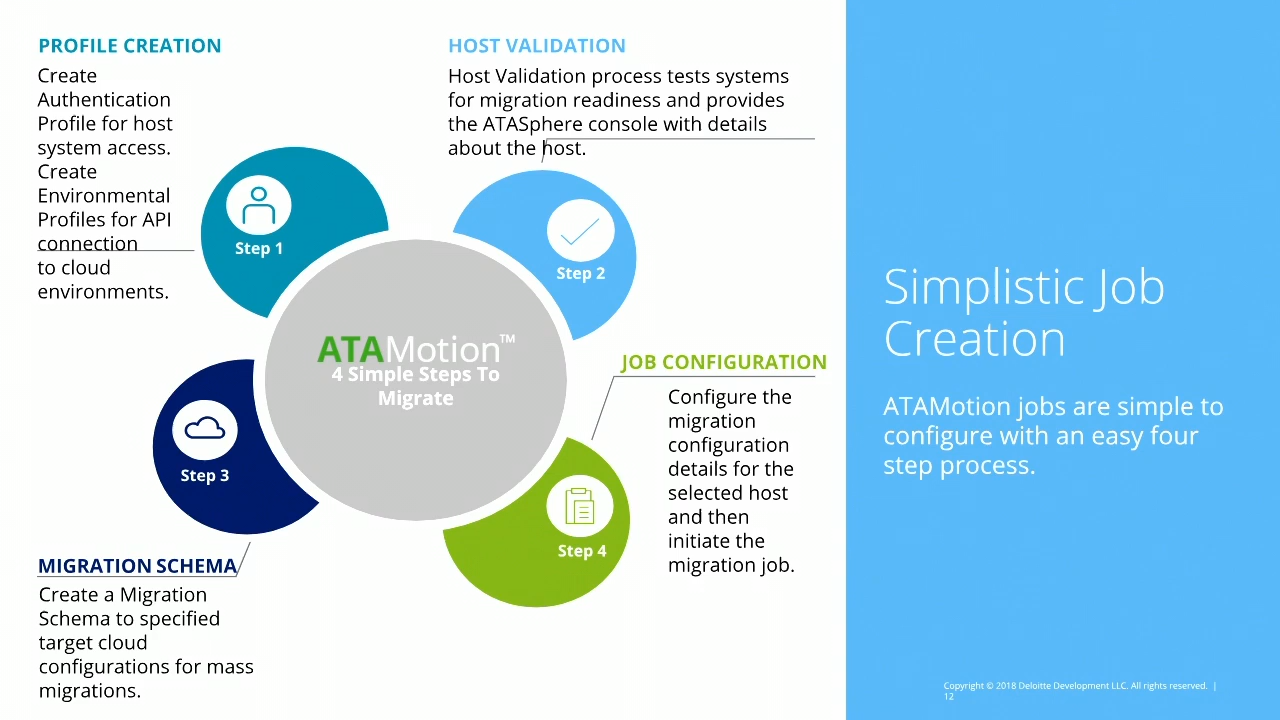 PROFILE CREATION
Create
Authentication
Profile for host
system access.
Create
Environmental
Profiles for API
connection
to cloud
environments.
Step 1
HOST VALIDATION
Host Validation process tests systems
for migration readiness and provides
the ATASphere console with details
about the host.
Step 2
ATAMotion™
4 Simple Steps To
Migrate
Step 3
MIGRATION SCHEMA
Create a Migration
Schema to specified
target cloud
configurations for mass
migrations.
JOB CONFIGURATION
Configure the
migration
configuration
details for the
selected host
and then
initiate the
migration job.
Step 4
Simplistic Job
Creation
ATAMotion jobs are simple to
configure with an easy four
step process.
Copyright © 2018 Deloitte Development LLC. All rights reserved. |
12